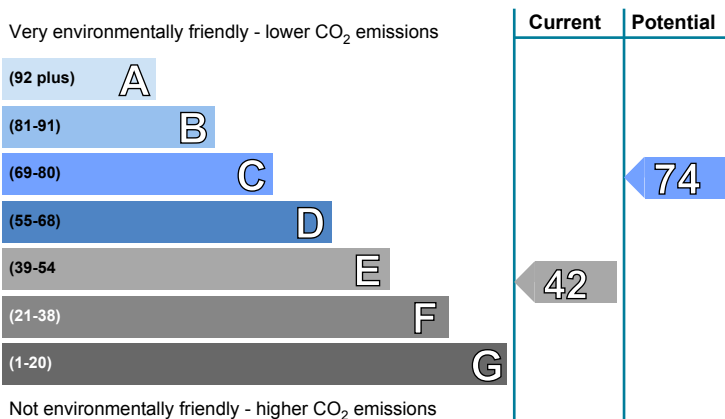 Current Potential
Very environmentally friendly - lower CO₂ emissions
(92 plus) A
(81-91) B
(69-80) C
74
(55-68) D
(39-54 E
42
(21-38) F
(1-20) G
Not environmentally friendly - higher CO₂ emissions